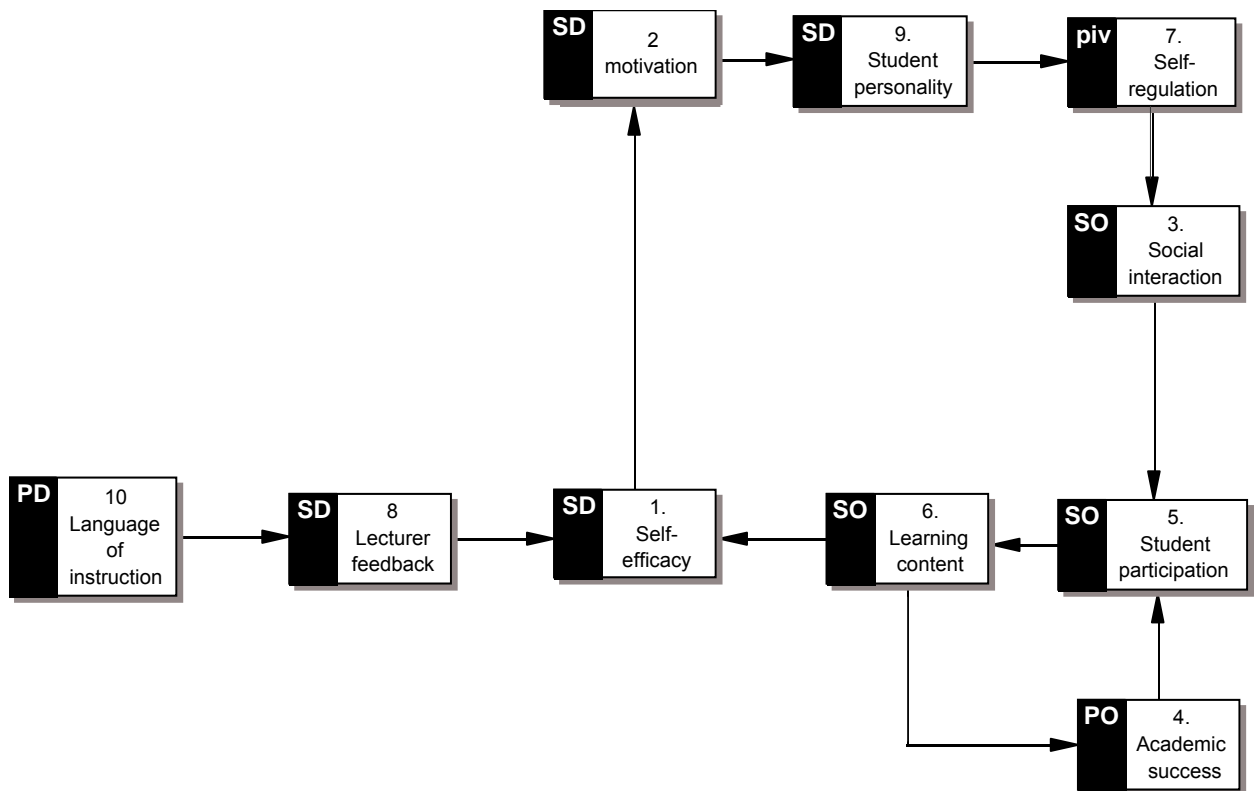 SD
2
motivation
SD
9.
Student
personality
piv
7.
Self-
regulation
SO
3.
Social
interaction
PD
10
Language
of
instruction
SD
8
Lecturer
feedback
SD
1.
Self-
efficacy
SO
6.
Learning
content
SO
5.
Student
participation
PO
4.
Academic
success